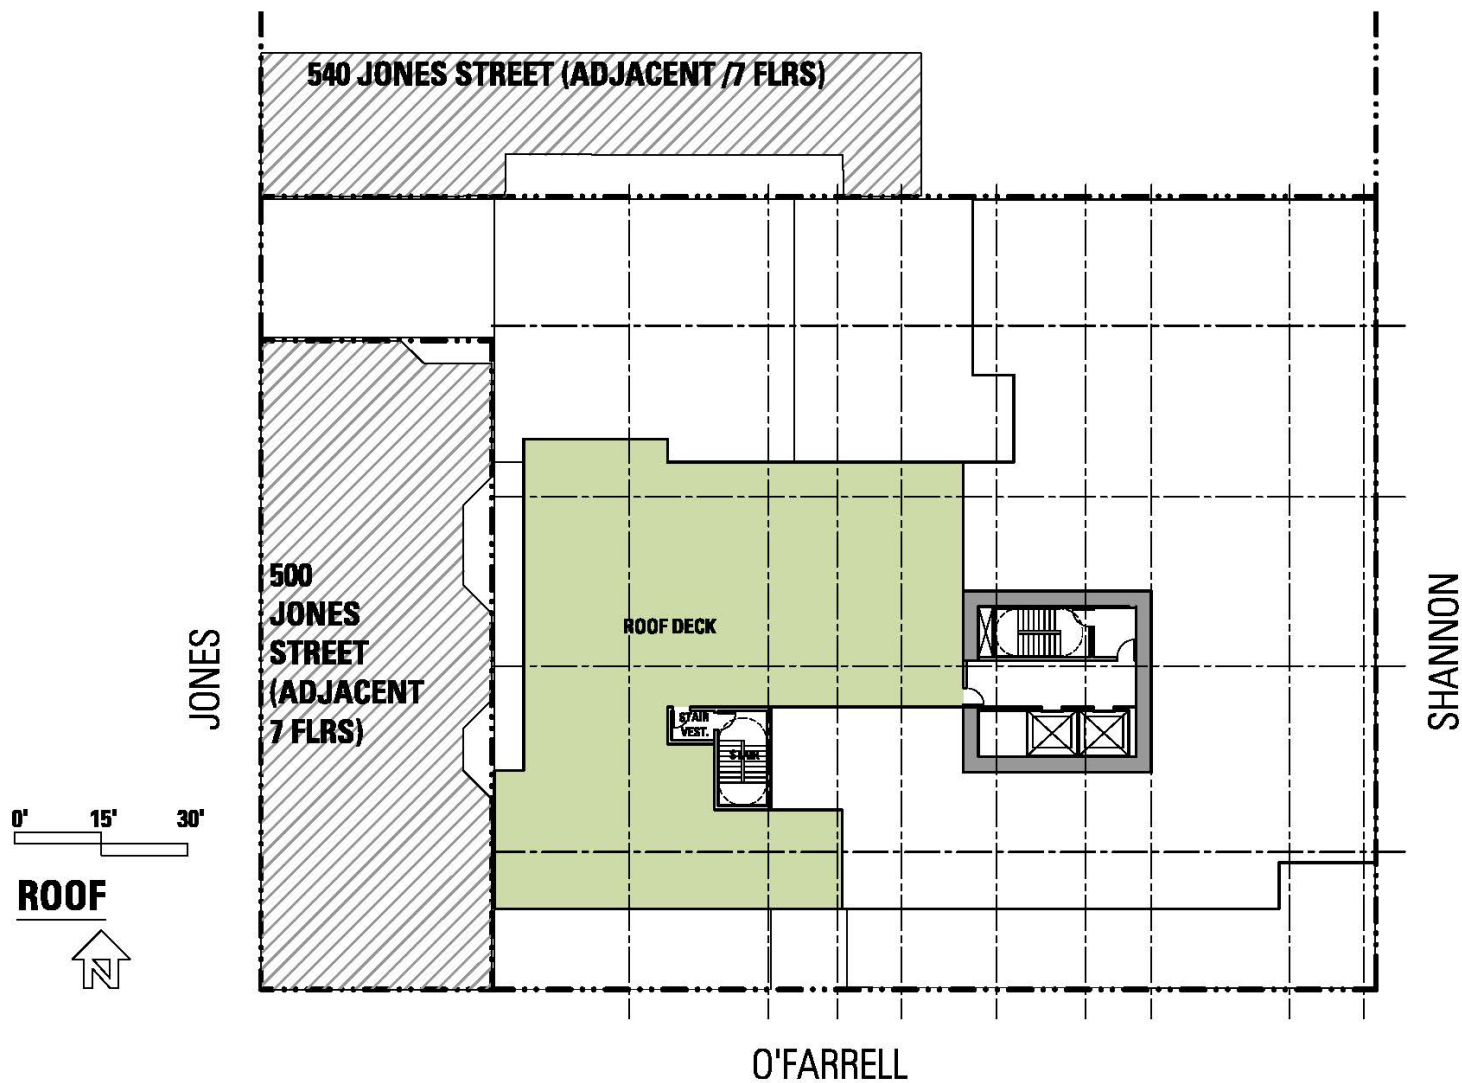 540 JONES STREET (ADJACENT /7 FLRS)
500
JONES
STREET
(ADJACENT
7 FLRS)
ROOF DECK
STAIR
VEST.
STAIR
JONES
SHANNON
0' 15' 30'
ROOF
N
O'FARRELL